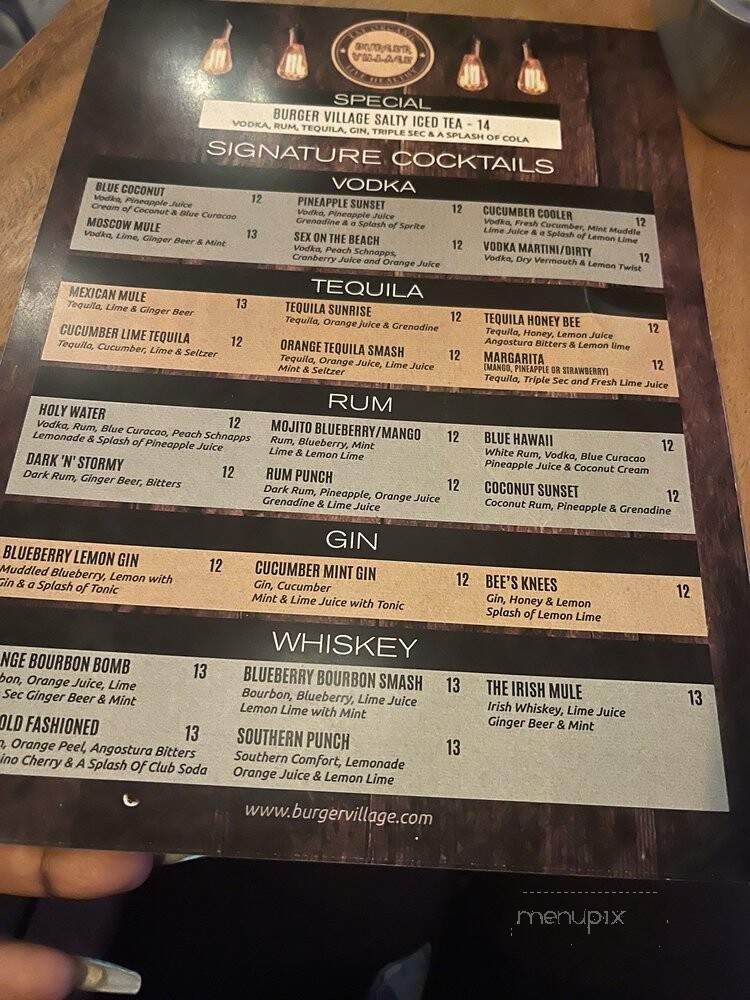 EAT ORGANIC
BURGER
VILLAGE
LIVE HEALTHY
SPECIAL
BURGER VILLAGE SALTY ICED TEA - 14
VODKA, RUM, TEQUILA, GIN, TRIPLE SEC & A SPLASH OF COLA
SIGNATURE COCKTAILS
VODKA
BLUE COCONUT 12
Vodka, Pineapple Juice
Cream of Coconut & Blue Curacao
MOSCOW MULE 13
Vodka, Lime, Ginger Beer & Mint
PINEAPPLE SUNSET 12
Vodka, Pineapple Juice
Grenadine & a Splash of Sprite
SEX ON THE BEACH 12
Vodka, Peach Schnapps,
Cranberry Juice and Orange Juice
CUCUMBER COOLER 12
Vodka, Fresh Cucumber, Mint Muddle
Lime Juice & a Splash of Lemon Lime
VODKA MARTINI/DIRTY 12
Vodka, Dry Vermouth & Lemon Twist
TEQUILA
MEXICAN MULE 13
Tequila, Lime & Ginger Beer
CUCUMBER LIME TEQUILA 12
Tequila, Cucumber, Lime & Seltzer
TEQUILA SUNRISE 12
Tequila, Orange juice & Grenadine
ORANGE TEQUILA SMASH 12
Tequila, Orange Juice, Lime Juice
Mint & Seltzer
TEQUILA HONEY BEE 12
Tequila, Honey, Lemon Juice
Angostura Bitters & Lemon lime
MARGARITA 12
(MANGO, PINEAPPLE OR STRAWBERRY)
Tequila, Triple Sec and Fresh Lime Juice
RUM
HOLY WATER 12
Vodka, Rum, Blue Curacao, Peach Schnapps
Lemonade & Splash of Pineapple Juice
DARK 'N' STORMY 12
Dark Rum, Ginger Beer, Bitters
MOJITO BLUEBERRY/MANGO 12
Rum, Blueberry, Mint
Lime & Lemon Lime
RUM PUNCH 12
Dark Rum, Pineapple, Orange Juice
Grenadine & Lime Juice
BLUE HAWAII 12
White Rum, Vodka, Blue Curacao
Pineapple Juice & Coconut Cream
COCONUT SUNSET 12
Coconut Rum, Pineapple & Grenadine
GIN
BLUEBERRY LEMON GIN 12
Muddled Blueberry, Lemon with
Gin & a Splash of Tonic
CUCUMBER MINT GIN 12
Gin, Cucumber
Mint & Lime Juice with Tonic
BEE'S KNEES 12
Gin, Honey & Lemon
Splash of Lemon Lime
WHISKEY
NGE BOURBON BOMB 13
bon, Orange Juice, Lime
Sec Ginger Beer & Mint
OLD FASHIONED 13
n, Orange Peel, Angostura Bitters
ino Cherry & A Splash Of Club Soda
BLUEBERRY BOURBON SMASH 13
Bourbon, Blueberry, Lime Juice
Lemon Lime with Mint
SOUTHERN PUNCH 13
Southern Comfort, Lemonade
Orange Juice & Lemon Lime
THE IRISH MULE 13
Irish Whiskey, Lime Juice
Ginger Beer & Mint
www.burgervillage.com
menupix